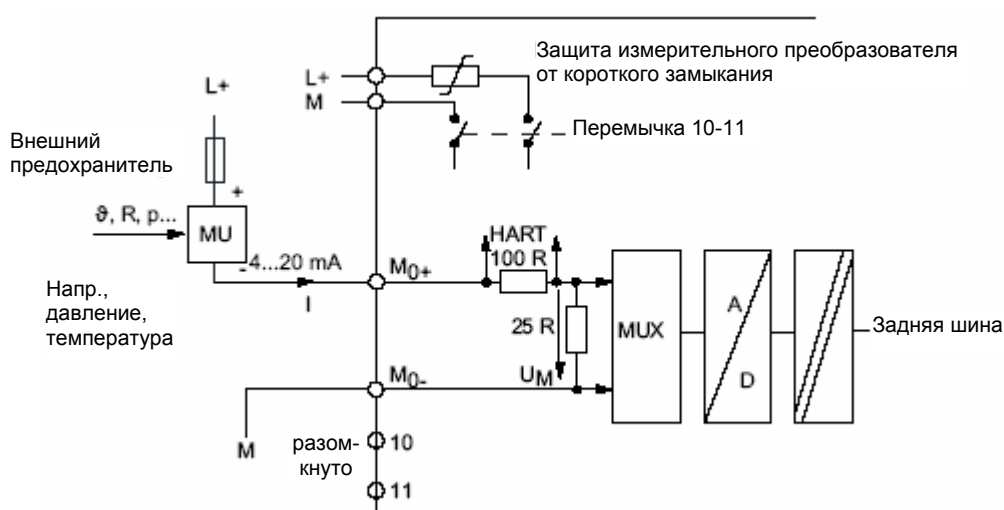 Защита измерительного преобразователя
от короткого замыкания
L+
M
L+
Перемычка 10-11
Внешний
предохранитель
+
ϑ, R, p...
MU
HART
100 R
-
4...20 mA
M0+
I
Напр.,
давление,
температура
25 R
MUX
A
D
Задняя шина
M0-
UM
M
разом-
кнуто
10
11